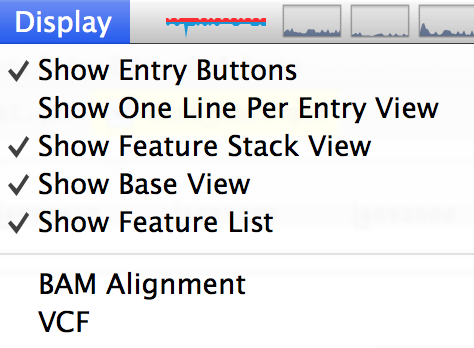 Display
Show Entry Buttons
Show One Line Per Entry View
Show Feature Stack View
Show Base View
Show Feature List
BAM Alignment
VCF